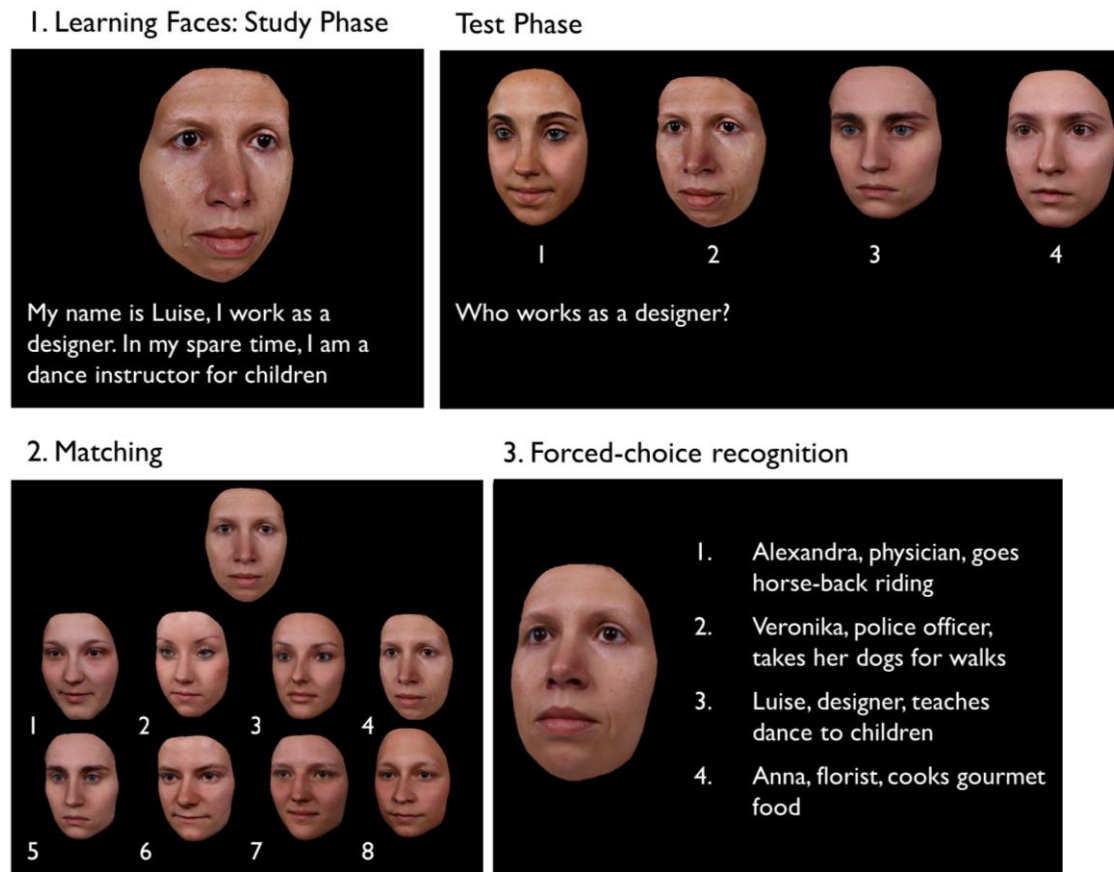 1. Learning Faces: Study Phase
Test Phase
My name is Luise, I work as a
designer. In my spare time, I am a
dance instructor for children
1
2
3
4
Who works as a designer?
2. Matching
1
2
3
4
5
6
7
8
3. Forced-choice recognition
1. Alexandra, physician, goes
horse-back riding
2. Veronika, police officer,
takes her dogs for walks
3. Luise, designer, teaches
dance to children
4. Anna, florist, cooks gourmet
food